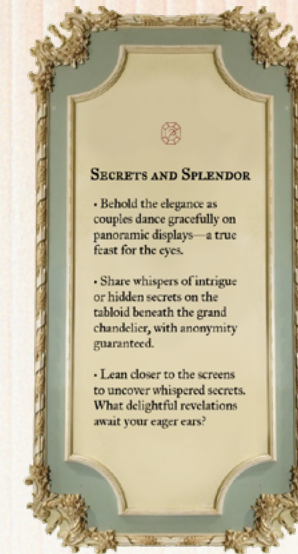 SECRETS AND SPLENDOR
• Behold the elegance as
couples dance gracefully on
panoramic displays—a true
feast for the eyes.
• Share whispers of intrigue
or hidden secrets on the
tabloid beneath the grand
chandelier, with anonymity
guaranteed.
• Lean closer to the screens
to uncover whispered secrets.
What delightful revelations
await your eager ears?